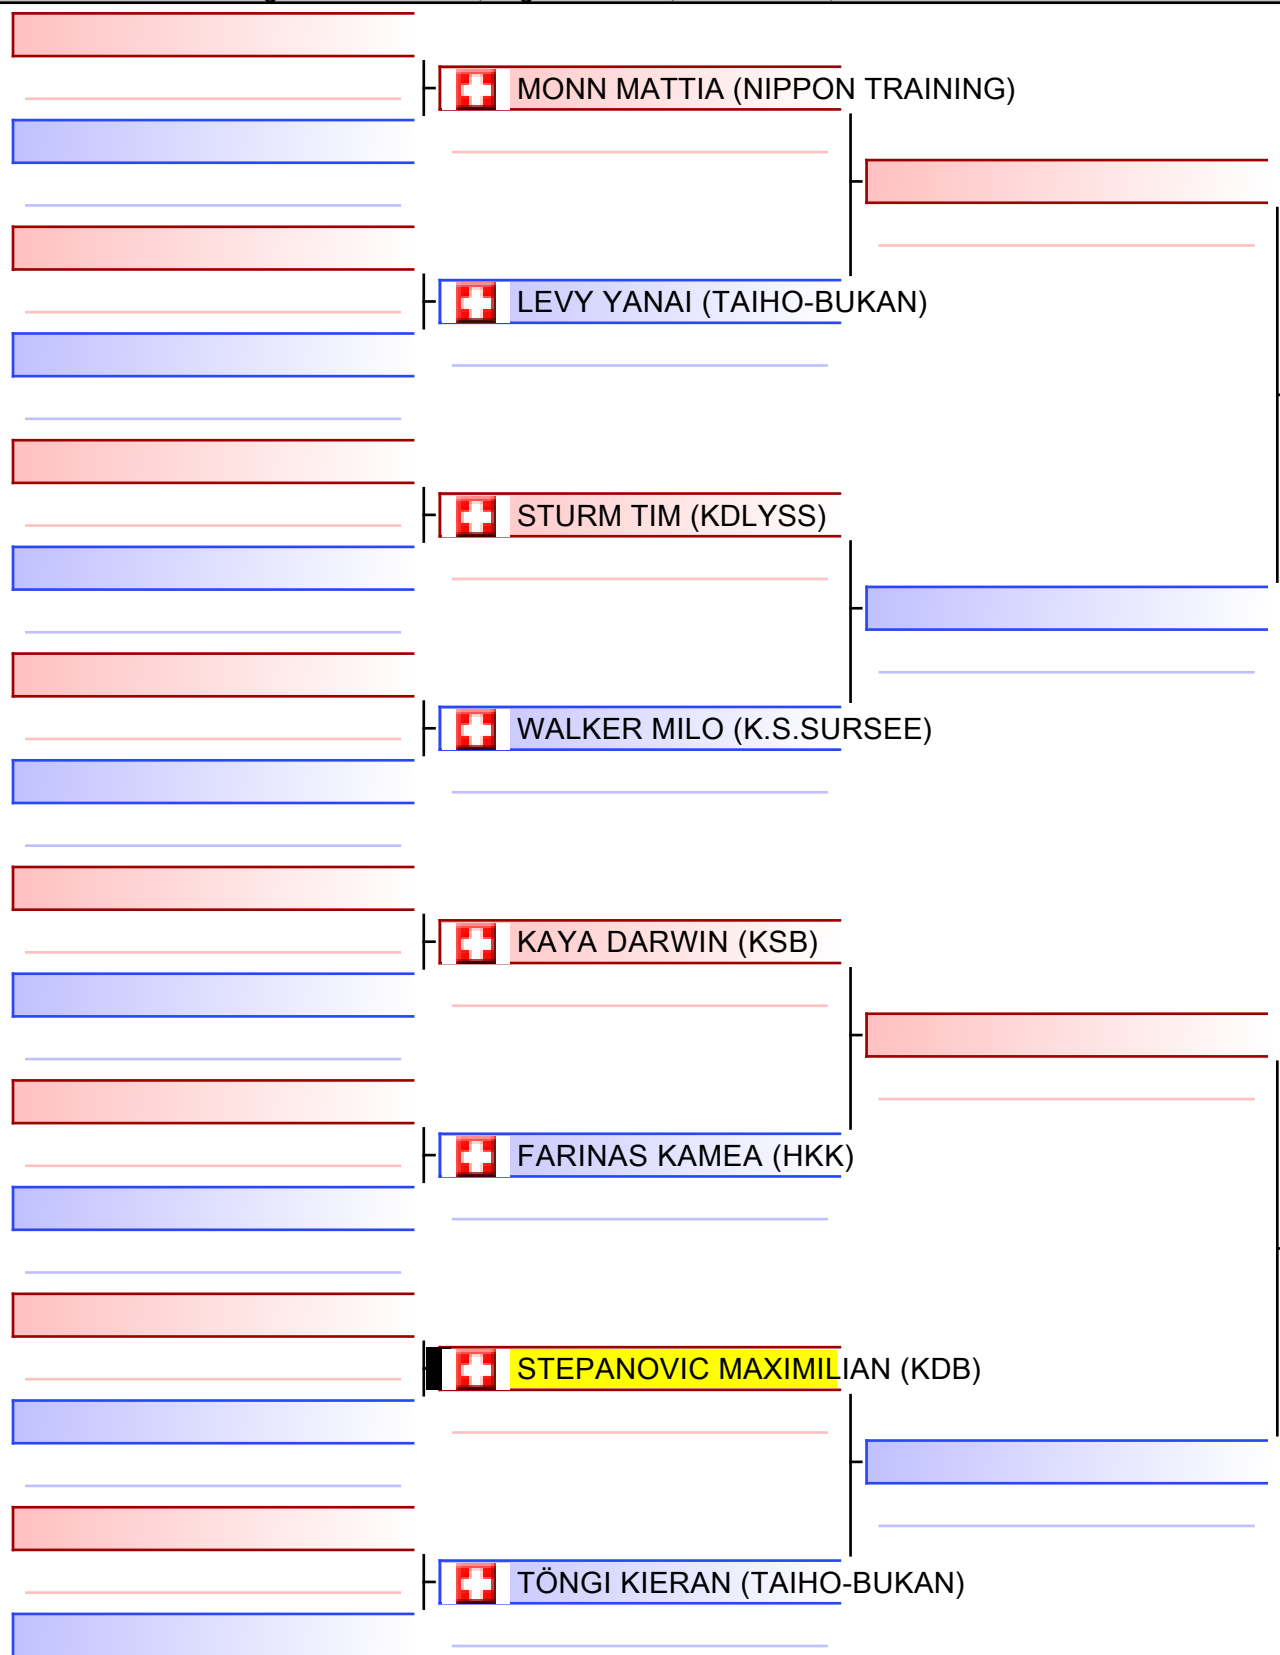 MONN MATTIA (NIPPON TRAINING)
LEVY YANAI (TAIHO-BUKAN)
STURM TIM (KDLYSS)
WALKER MILO (K.S.SURSEE)
KAYA DARWIN (KSB)
FARINAS KAMEA (HKK)
STEPANOVIC MAXIMILIAN (KDB)
TÖNGI KIERAN (TAIHO-BUKAN)